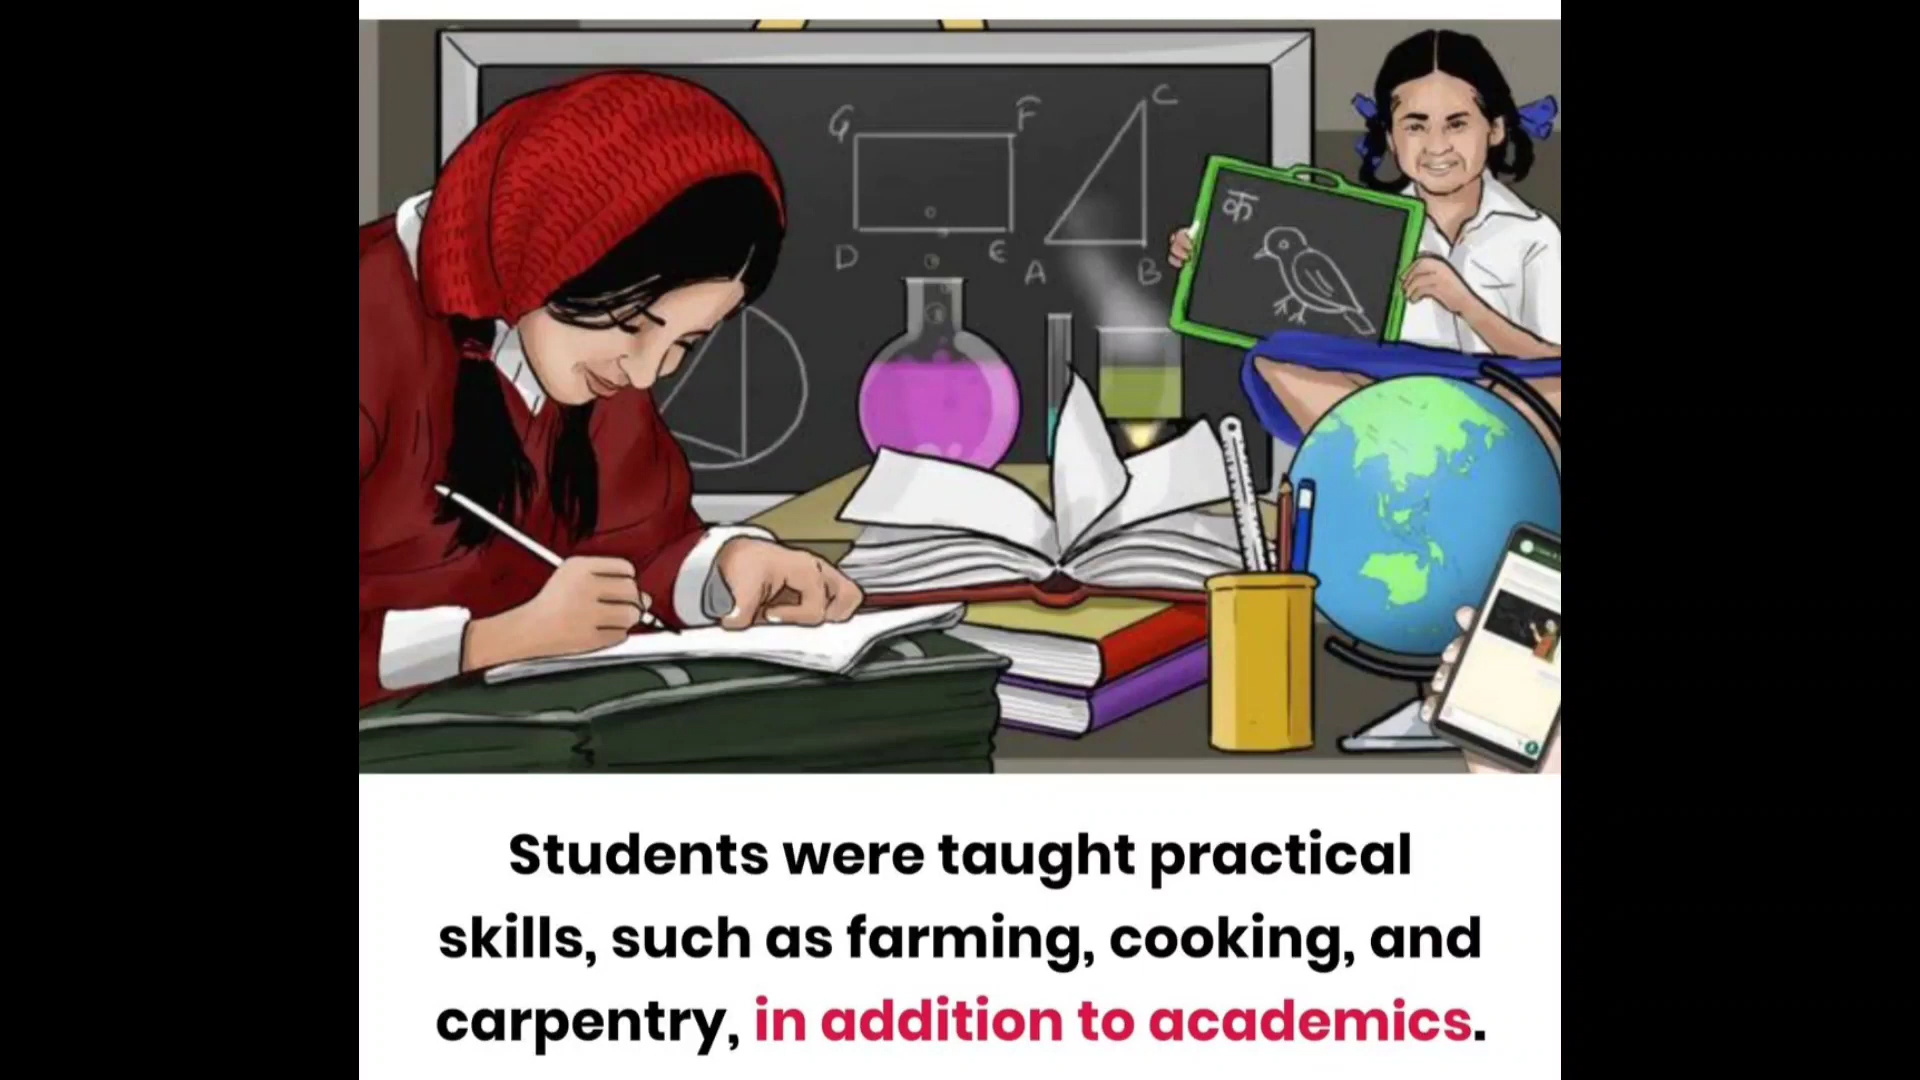 G F C
D E A B
क
Students were taught practical
skills, such as farming, cooking, and
carpentry, in addition to academics.